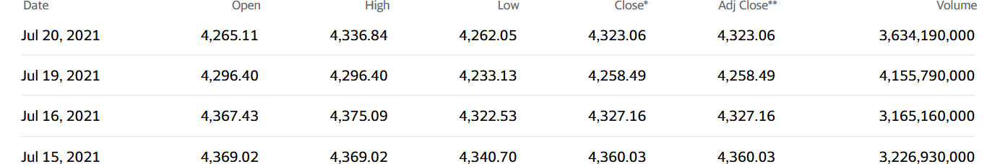 Date Open High Low Close* Adj Close** Volume
Jul 20, 2021 4,265.11 4,336.84 4,262.05 4,323.06 4,323.06 3,634,190,000
Jul 19, 2021 4,296.40 4,296.40 4,233.13 4,258.49 4,258.49 4,155,790,000
Jul 16, 2021 4,367.43 4,375.09 4,322.53 4,327.16 4,327.16 3,165,160,000
Jul 15, 2021 4,369.02 4,369.02 4,340.70 4,360.03 4,360.03 3,226,930,000